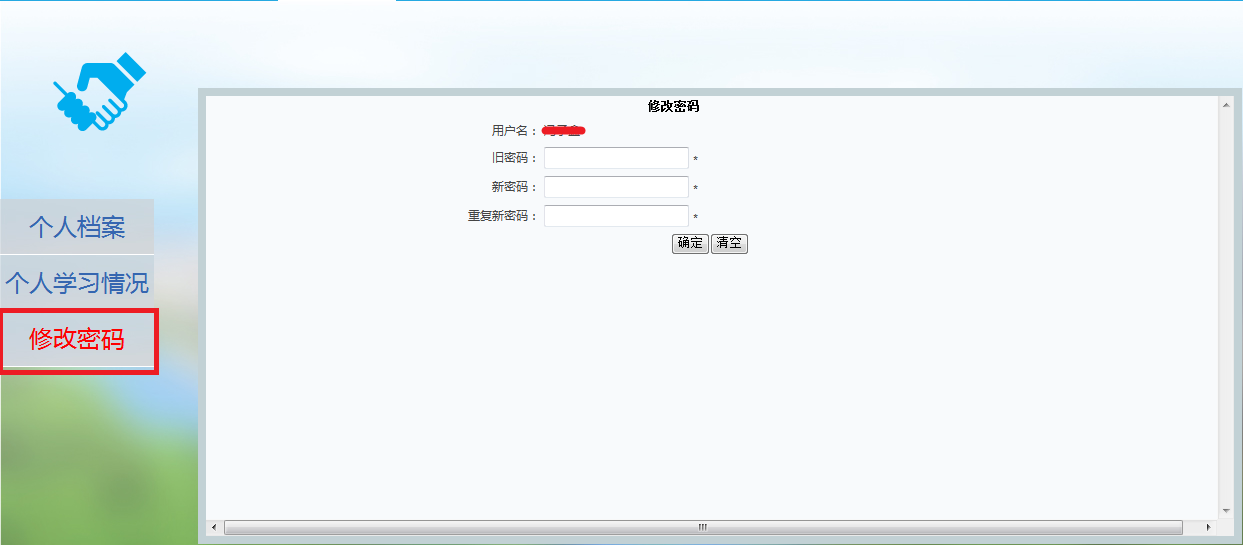 修改密码
用户名：
旧密码： *
新密码： *
重复新密码： *
确定 清空
个人档案
个人学习情况
修改密码